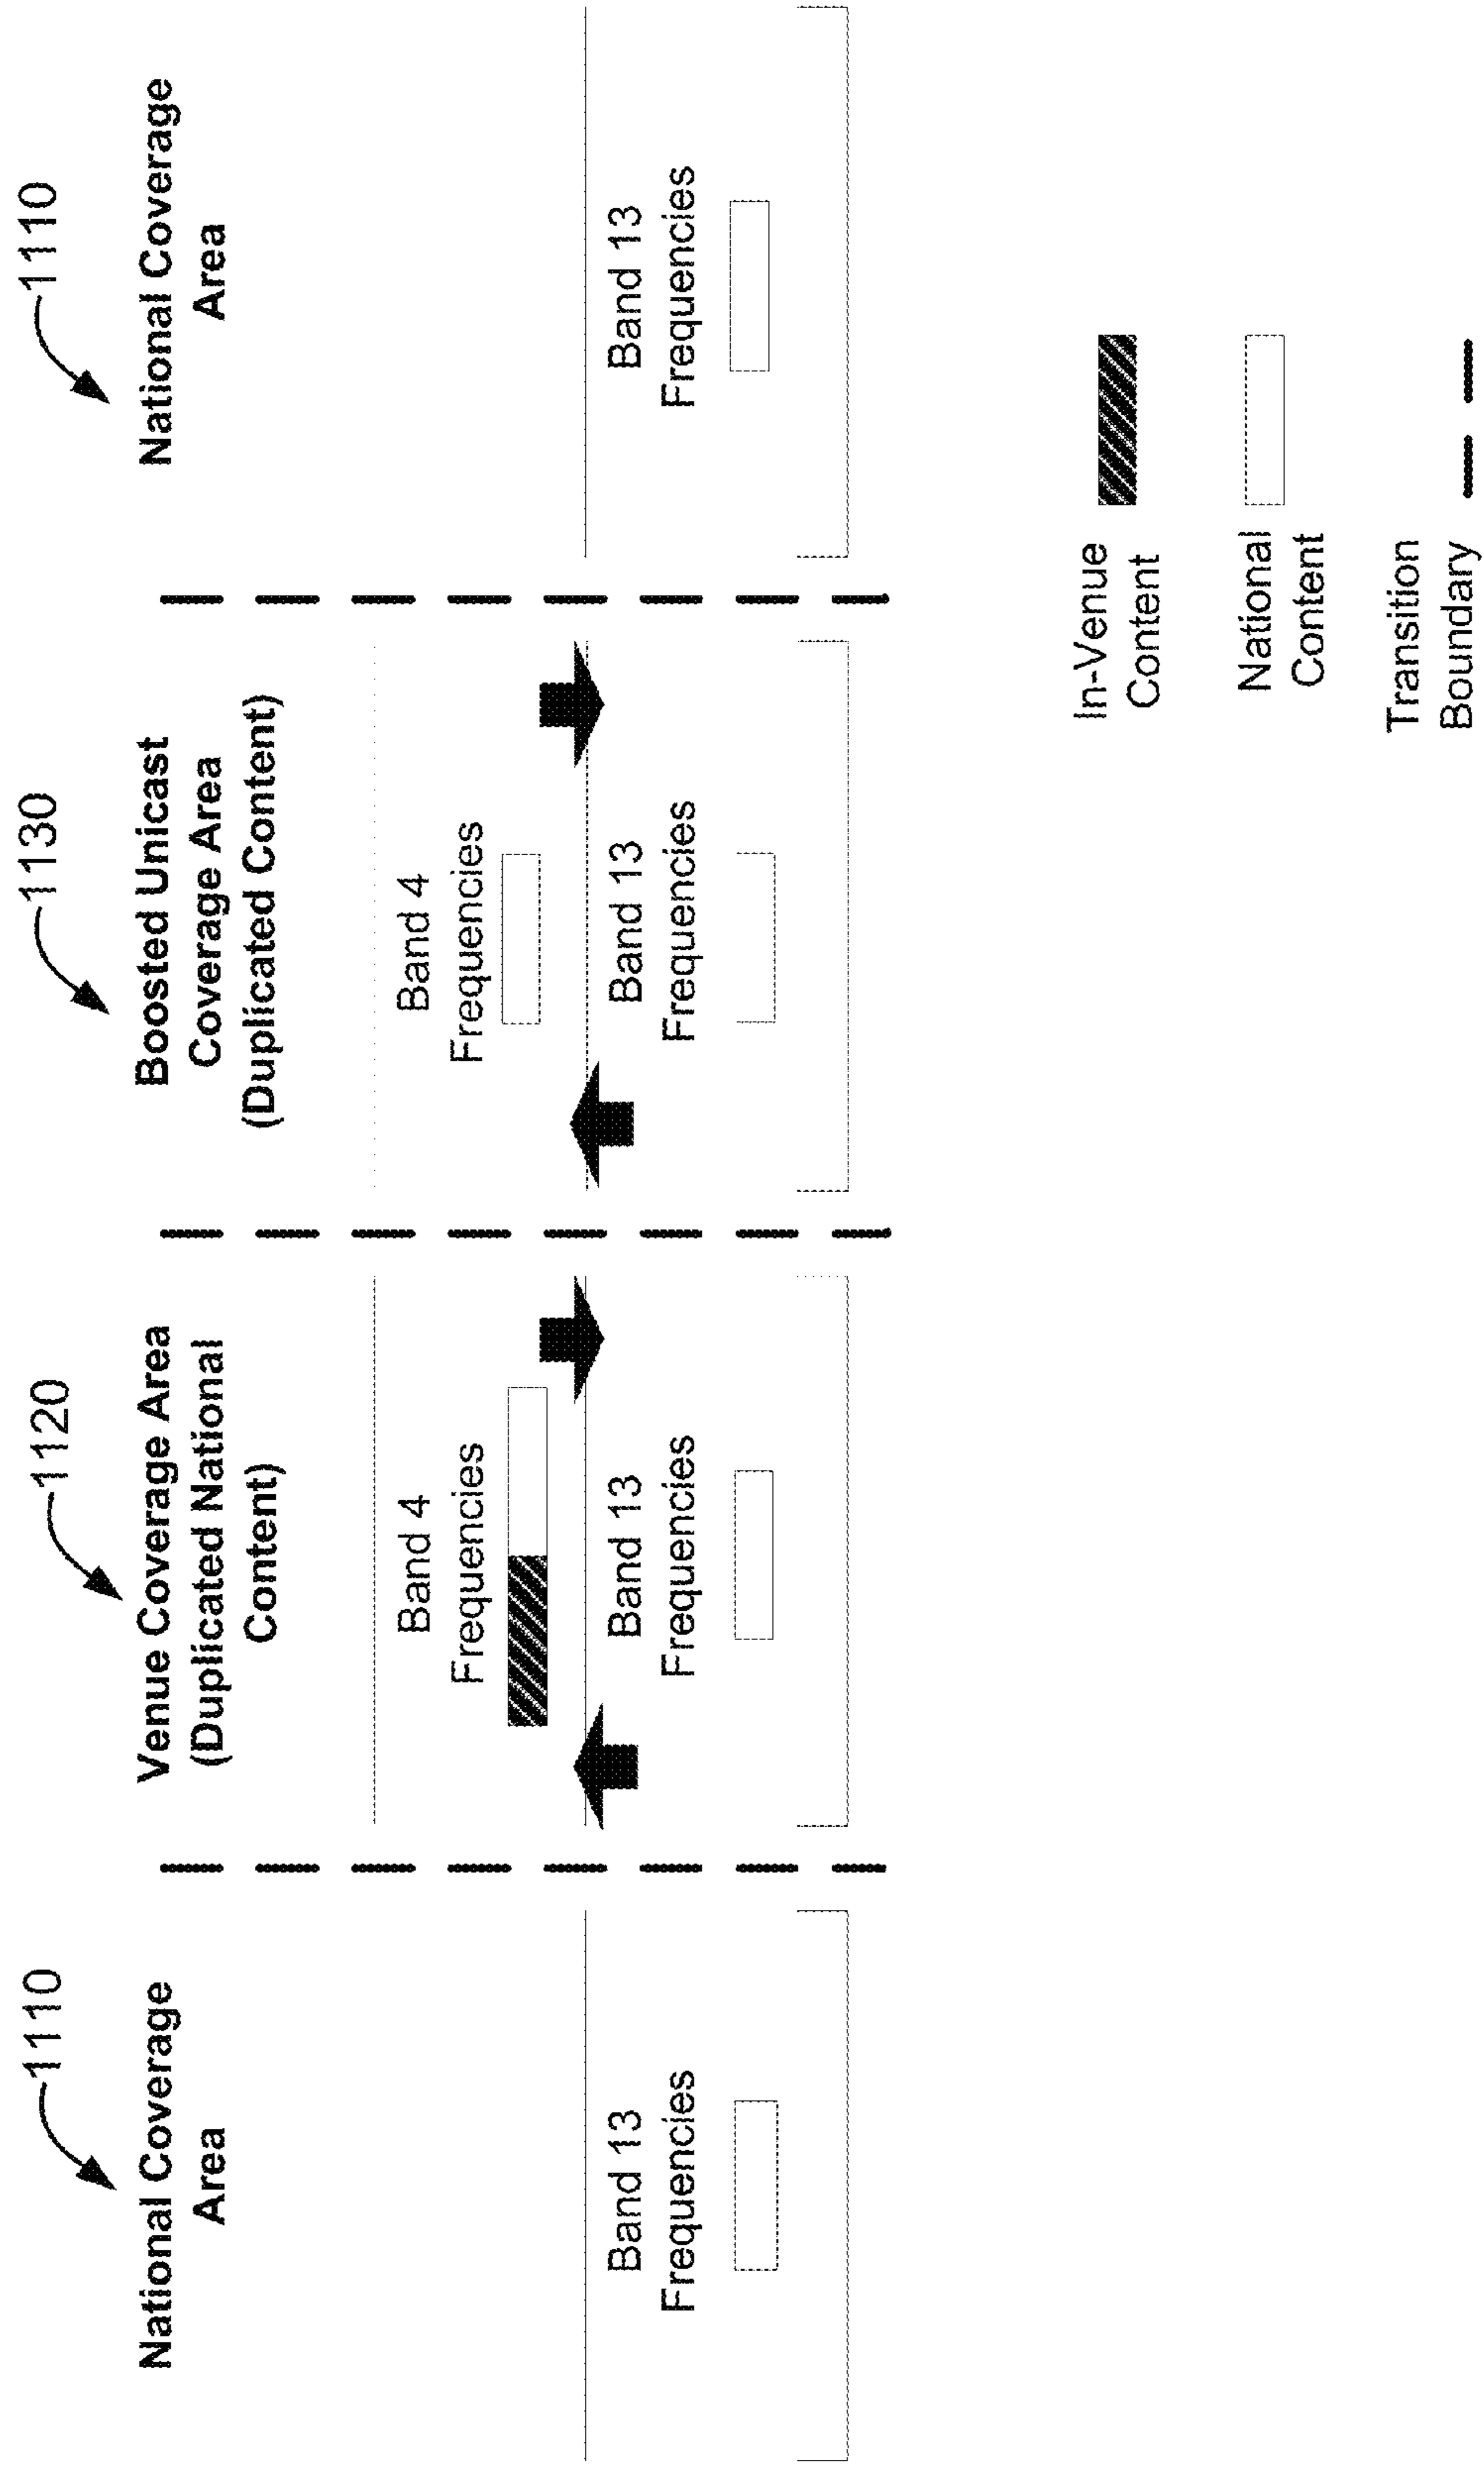 1110
National Coverage
Area
Band 13
Frequencies
1120
Venue Coverage Area
(Duplicated National
Content)
Band 4
Frequencies
Band 13
Frequencies
1130
Boosted Unicast
Coverage Area
(Duplicated Content)
Band 4
Frequencies
Band 13
Frequencies
1110
National Coverage
Area
Band 13
Frequencies
In-Venue
Content
National
Content
Transition
Boundary